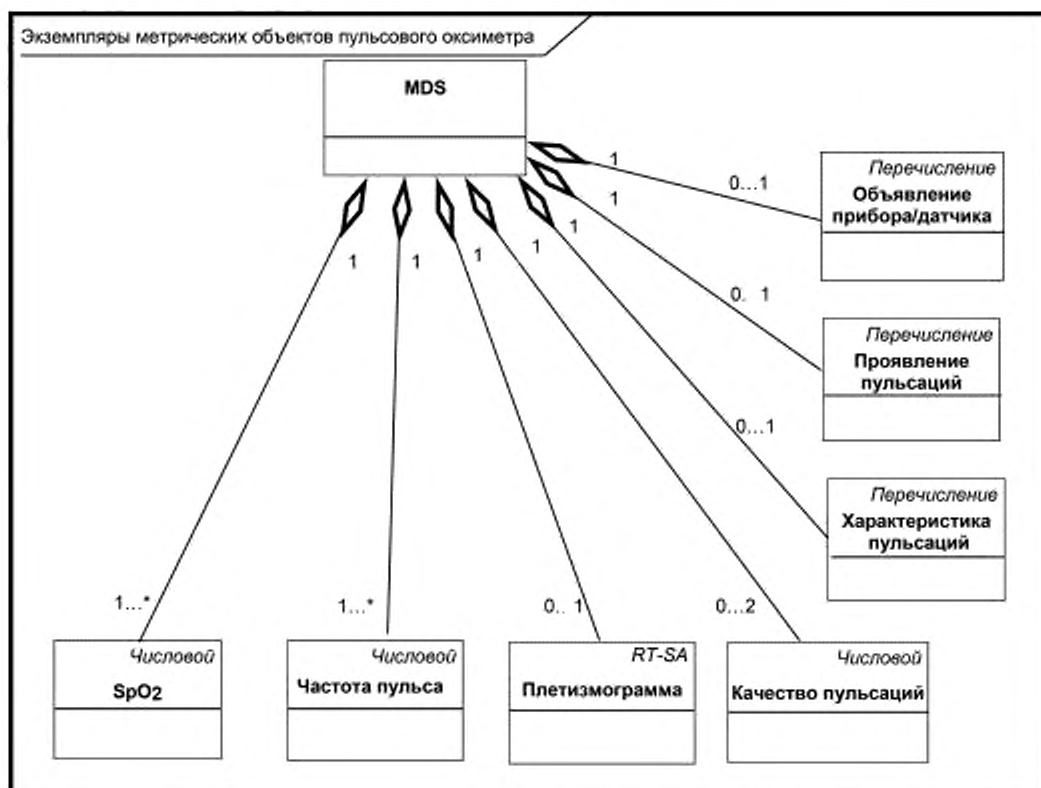 Экземпляры метрических объектов пульсового оксиметра
MDS
1
0...1
Перечисление
Объявление
прибора/датчика
1
0. 1
Перечисление
Проявление
пульсаций
1
0...1
Перечисление
Характеристика
пульсаций
1
1
1
1
1...*
1...*
0.. 1
0...2
Числовой
SpO2
Числовой
Частота пульса
RT-SA
Плетизмограмма
Числовой
Качество пульсаций